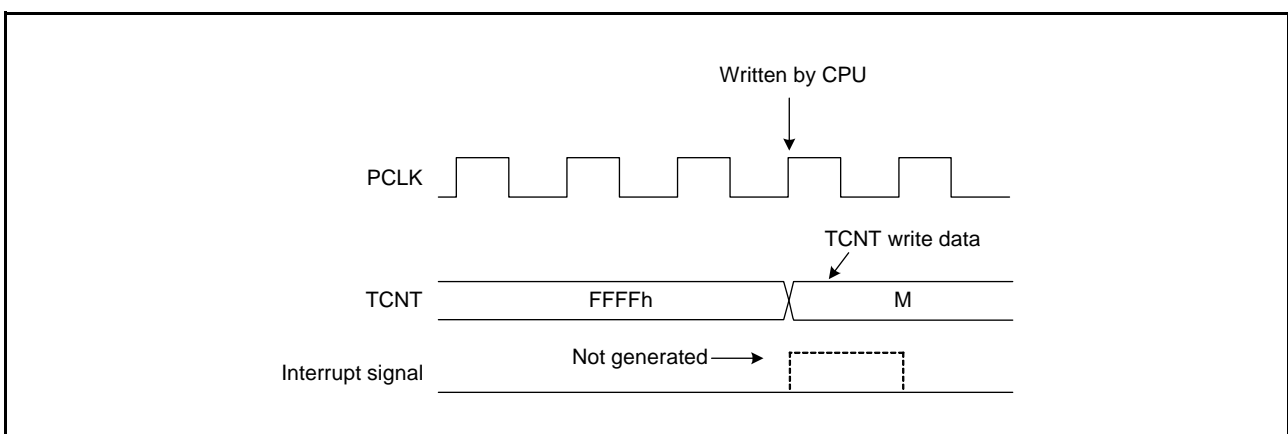 Written by CPU
PCLK
TCNT write data
TCNT
FFFFh
M
Not generated
Interrupt signal